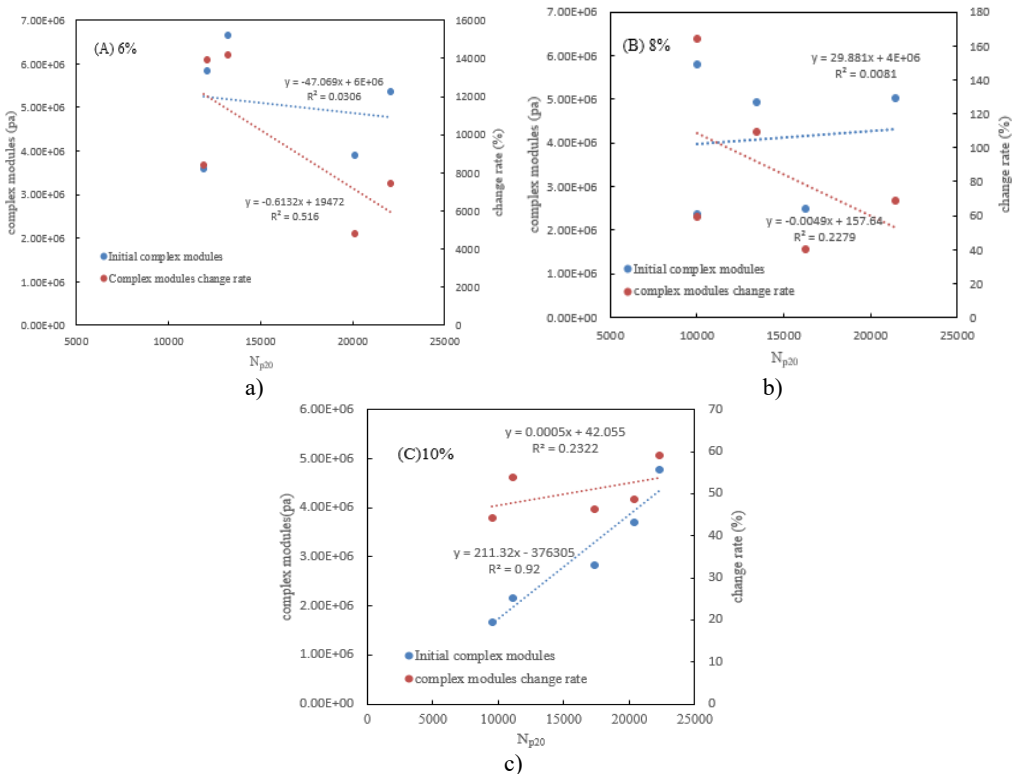 7.00E+06
6.00E+06
5.00E+06
4.00E+06
3.00E+06
2.00E+06
1.00E+06
0.00E+00
complex modules (pa)
(A) 6%
y = -47.069x + 6E+06
R² = 0.0306
y = -0.6132x + 19472
R² = 0.516
Initial complex modules
Complex modules change rate
16000
14000
12000
10000
8000
6000
4000
2000
0
change rate (%)
5000 10000 15000 20000 25000
Np20
a)
7.00E+06
6.00E+06
5.00E+06
4.00E+06
3.00E+06
2.00E+06
1.00E+06
0.00E+00
complex modules (pa)
(B) 8%
y = 29.881x + 4E+06
R² = 0.0081
y = -0.0049x + 157.64
R² = 0.2279
Initial complex modules
complex modules change rate
180
160
140
120
100
80
60
40
20
0
change rate (%)
5000 10000 15000 20000 25000
Np20
b)
6.00E+06
5.00E+06
4.00E+06
3.00E+06
2.00E+06
1.00E+06
0.00E+00
complex modules(pa)
(C)10%
y = 0.0005x + 42.055
R² = 0.2322
y = 211.32x - 376305
R² = 0.92
Initial complex modules
complex modules change rate
70
60
50
40
30
20
10
0
change rate (%)
0 5000 10000 15000 20000 25000
Np20
c)